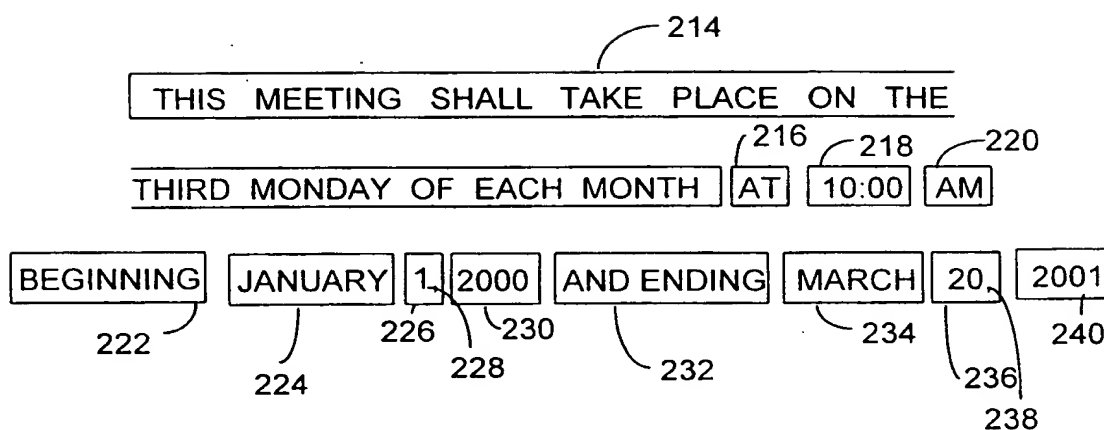 214
THIS MEETING SHALL TAKE PLACE ON THE
216 218 220
THIRD MONDAY OF EACH MONTH AT 10:00 AM
BEGINNING JANUARY 1, 2000 AND ENDING MARCH 20, 2001
222 224 226 228 230 232 234 236 238 240